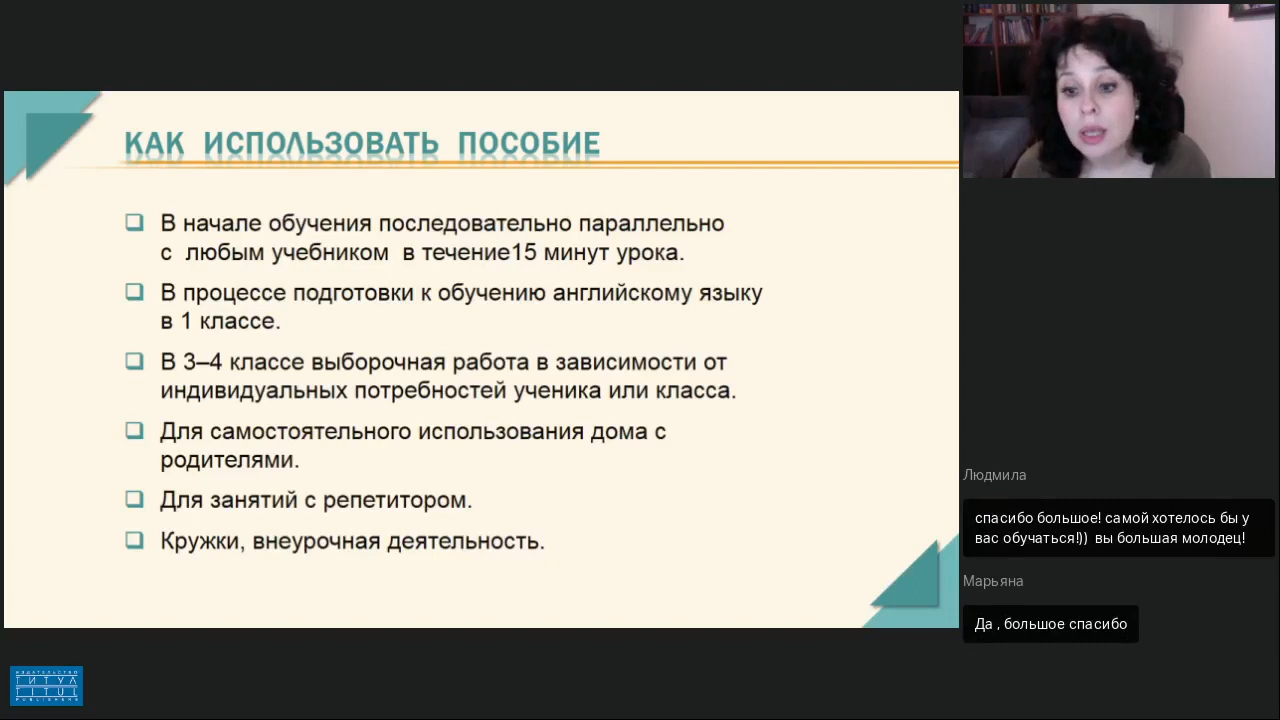 КАК ИСПОЛЬЗОВАТЬ ПОСОБИЕ
❑ В начале обучения последовательно параллельно
с любым учебником в течение15 минут урока.
❑ В процессе подготовки к обучению английскому языку
в 1 классе.
❑ В 3–4 классе выборочная работа в зависимости от
индивидуальных потребностей ученика или класса.
❑ Для самостоятельного использования дома с
родителями.
❑ Для занятий с репетитором.
❑ Кружки, внеурочная деятельность.
Людмила
спасибо большое! самой хотелось бы у
вас обучаться!)) вы большая молодец!
Марьяна
Да , большое спасибо
ИЗДАТЕЛЬСТВО
ТИТУЛ
TITUL
PUBLISHERS